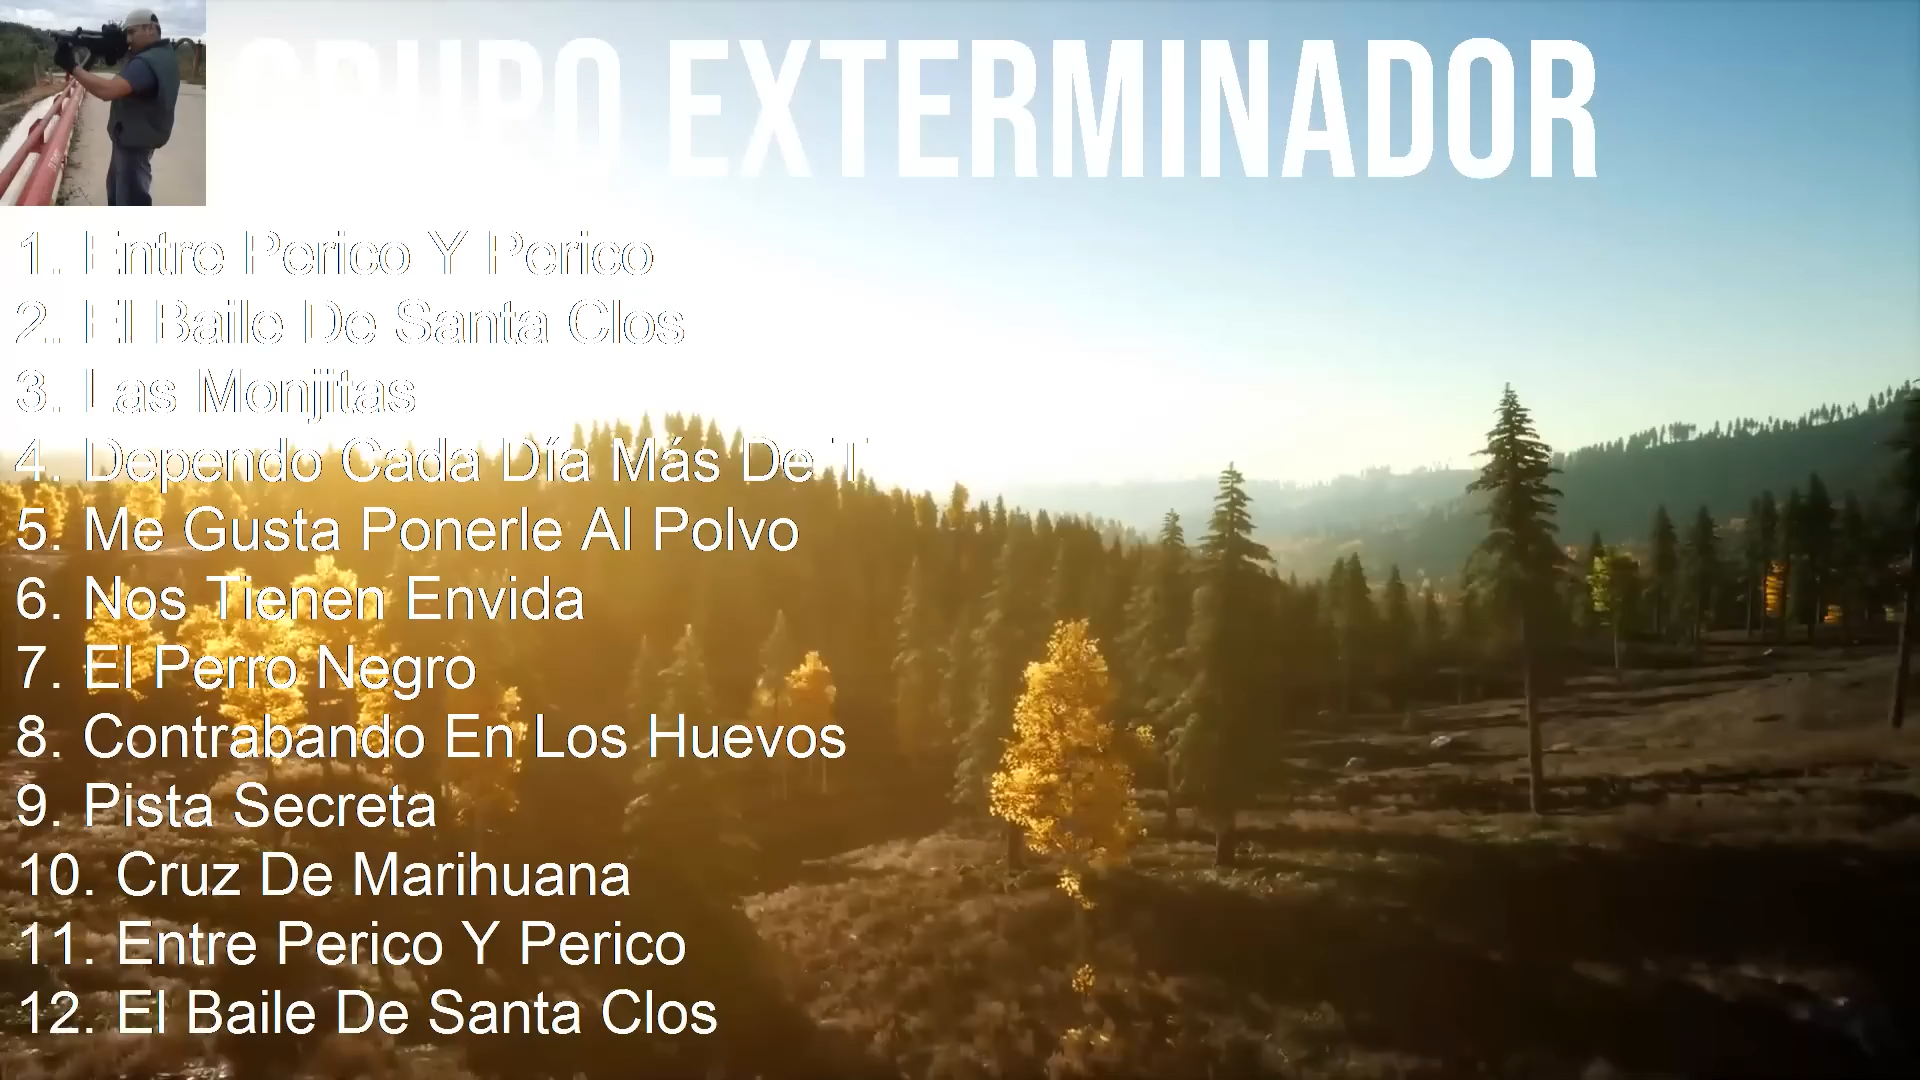 GRUPO EXTERMINADOR
1. Entre Perico Y Perico
2. El Baile De Santa Clos
3. Las Monjitas
4. Dependo Cada Día Más De T
5. Me Gusta Ponerle Al Polvo
6. Nos Tienen Envida
7. El Perro Negro
8. Contrabando En Los Huevos
9. Pista Secreta
10. Cruz De Marihuana
11. Entre Perico Y Perico
12. El Baile De Santa Clos